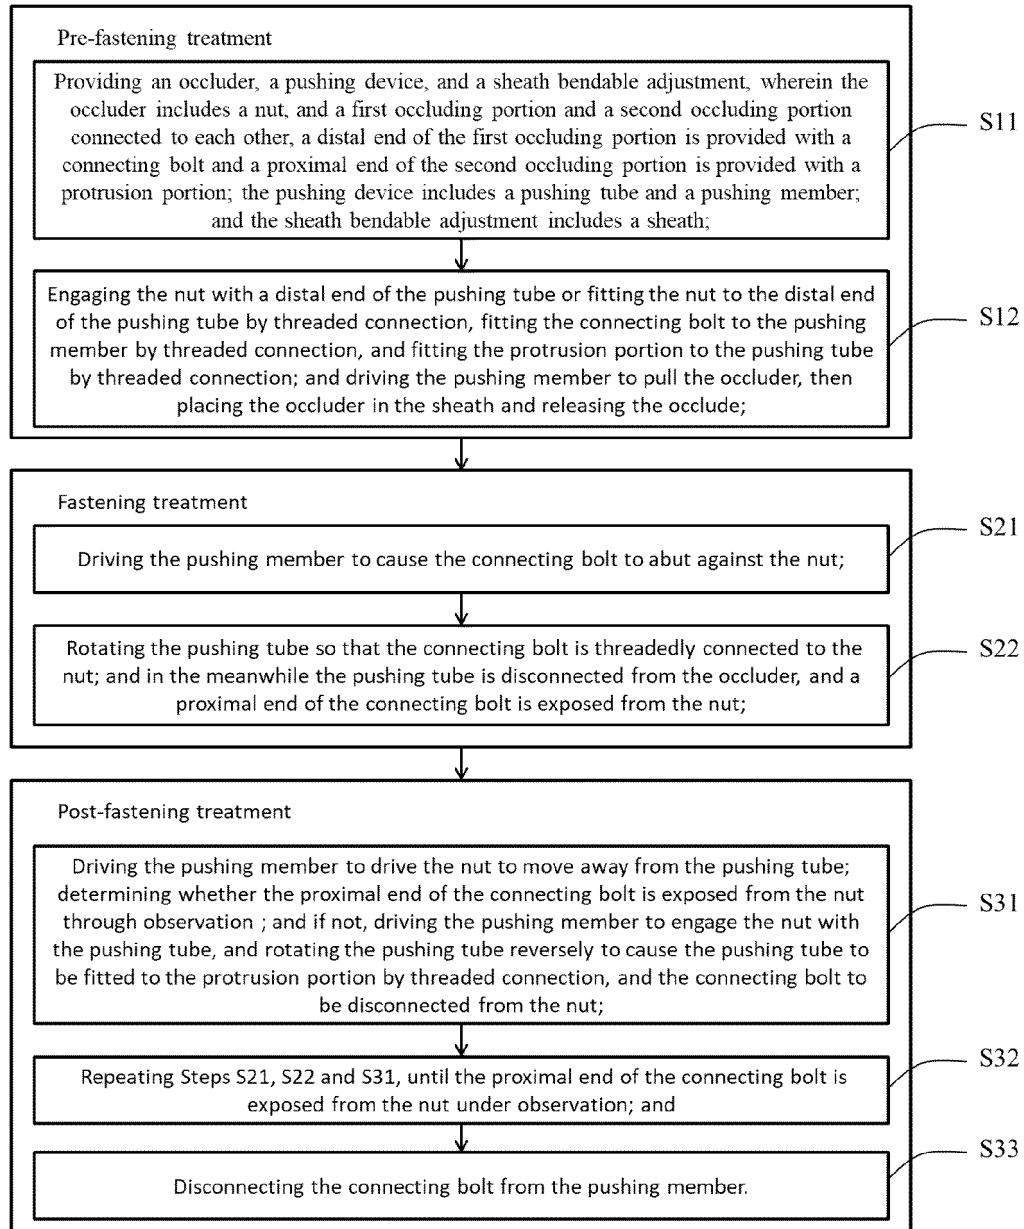 Pre-fastening treatment
Providing an occluder, a pushing device, and a sheath bendable adjustment, wherein the
occluder includes a nut, and a first occluding portion and a second occluding portion
connected to each other, a distal end of the first occluding portion is provided with a
connecting bolt and a proximal end of the second occluding portion is provided with a
protrusion portion; the pushing device includes a pushing tube and a pushing member;
and the sheath bendable adjustment includes a sheath;
S11
Engaging the nut with a distal end of the pushing tube or fitting the nut to the distal end
of the pushing tube by threaded connection, fitting the connecting bolt to the pushing
member by threaded connection, and fitting the protrusion portion to the pushing tube
by threaded connection; and driving the pushing member to pull the occluder, then
placing the occluder in the sheath and releasing the occlude;
S12
Fastening treatment
Driving the pushing member to cause the connecting bolt to abut against the nut;
S21
Rotating the pushing tube so that the connecting bolt is threadedly connected to the
nut; and in the meanwhile the pushing tube is disconnected from the occluder, and a
proximal end of the connecting bolt is exposed from the nut;
S22
Post-fastening treatment
Driving the pushing member to drive the nut to move away from the pushing tube;
determining whether the proximal end of the connecting bolt is exposed from the nut
through observation ; and if not, driving the pushing member to engage the nut with
the pushing tube, and rotating the pushing tube reversely to cause the pushing tube to
be fitted to the protrusion portion by threaded connection, and the connecting bolt to
be disconnected from the nut;
S31
Repeating Steps S21, S22 and S31, until the proximal end of the connecting bolt is
exposed from the nut under observation; and
S32
Disconnecting the connecting bolt from the pushing member.
S33